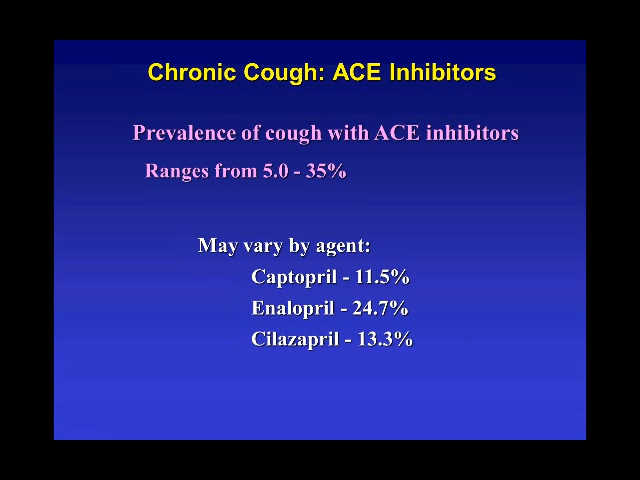 Chronic Cough: ACE Inhibitors
Prevalence of cough with ACE inhibitors
Ranges from 5.0 - 35%
May vary by agent:
Captopril - 11.5%
Enalopril - 24.7%
Cilazapril - 13.3%